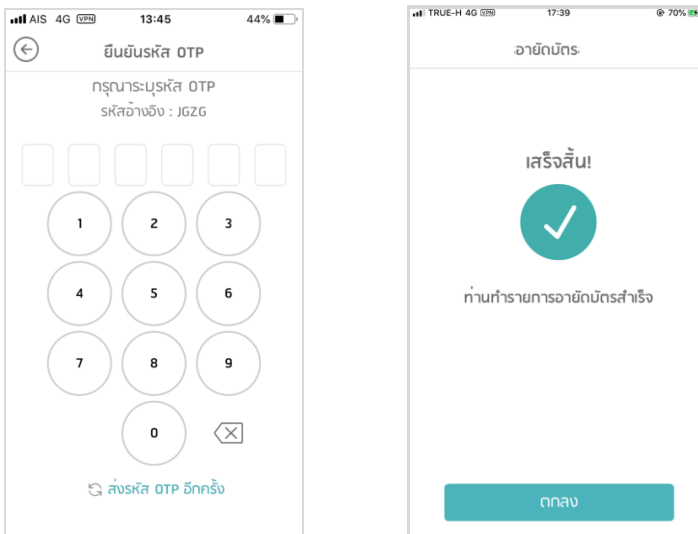 AIS 4G VPN 13:45 44%
ยืนยันรหัส OTP
กรุณาระบุรหัส OTP
รหัสอ้างอิง : JGZG
1 2 3
4 5 6
7 8 9
0
ส่งรหัส OTP อีกครั้ง
TRUE-H 4G VPN 17:39 70%
อายัดบัตร
เสร็จสิ้น!
ท่านทำรายการอายัดบัตรสำเร็จ
ตกลง